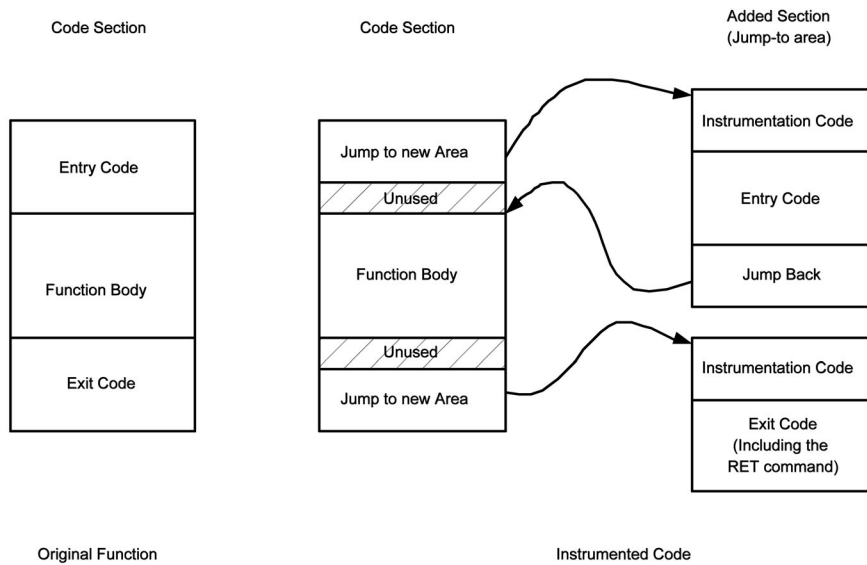 Code Section
Code Section
Added Section
(Jump-to area)
Entry Code
Function Body
Exit Code
Jump to new Area
Unused
Function Body
Unused
Jump to new Area
Instrumentation Code
Entry Code
Jump Back
Instrumentation Code
Exit Code
(Including the
RET command)
Original Function
Instrumented Code